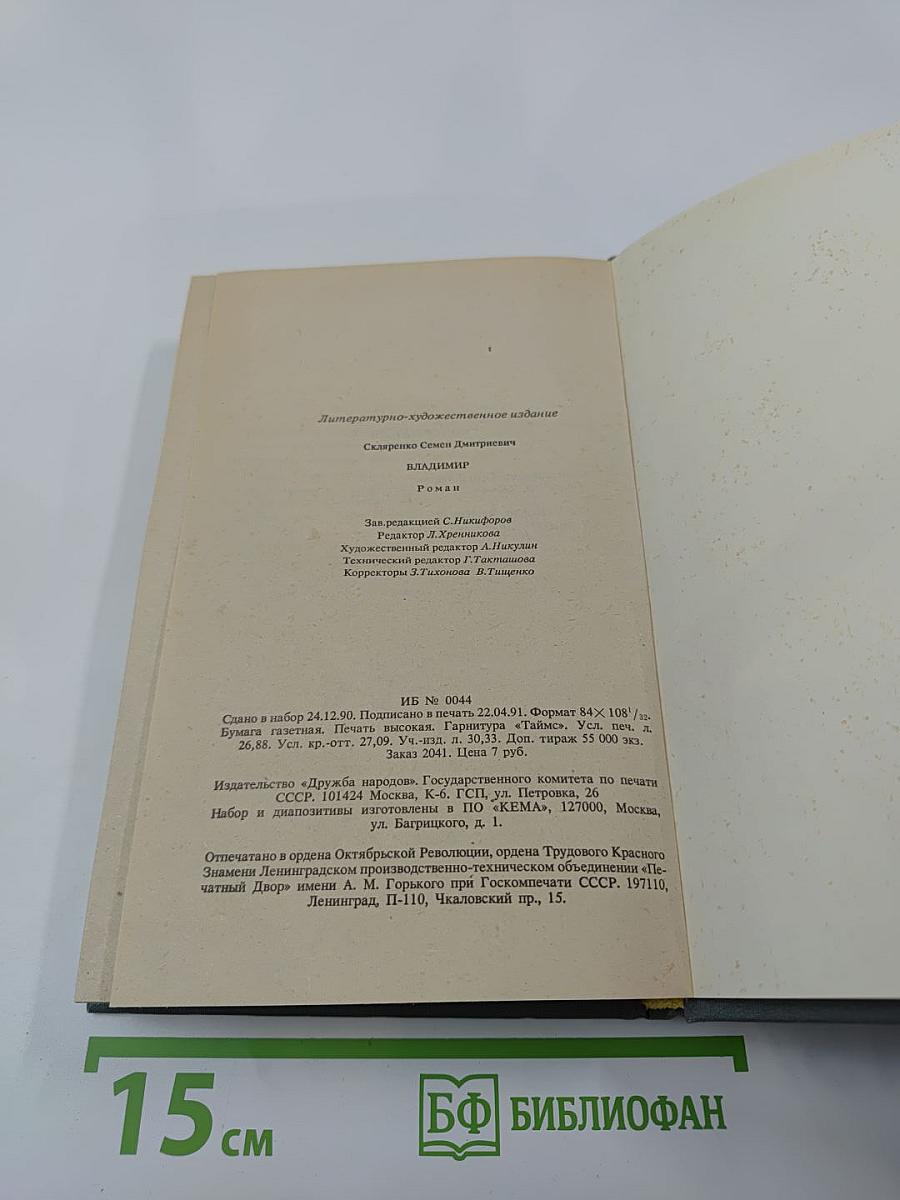 Литературно-художественное издание
Скляренко Семен Дмитриевич
ВЛАДИМИР
Роман
Зав.редакцией С.Никифоров
Редактор Л.Хренникова
Художественный редактор А.Никулин
Технический редактор Г.Такташова
Корректоры З.Тихонова В.Тищенко
ИБ № 0044
Сдано в набор 24.12.90. Подписано в печать 22.04.91. Формат 84×108¹/₃₂.
Бумага газетная. Печать высокая. Гарнитура «Таймс». Усл. печ. л.
26,88. Усл. кр.-отт. 27,09. Уч.-изд. л. 30,33. Доп. тираж 55 000 экз.
Заказ 2041. Цена 7 руб.
Издательство «Дружба народов». Государственного комитета по печати
СССР. 101424 Москва, К-6. ГСП, ул. Петровка, 26
Набор и диапозитивы изготовлены в ПО «КЕМА», 127000, Москва,
ул. Багрицкого, д. 1.
Отпечатано в ордена Октябрьской Революции, ордена Трудового Красного
Знамени Ленинградском производственно-техническом объединении «Пе-
чатный Двор» имени А. М. Горького при Госкомпечати СССР. 197110,
Ленинград, П-110, Чкаловский пр., 15.
15 см
БФ БИБЛИОФАН